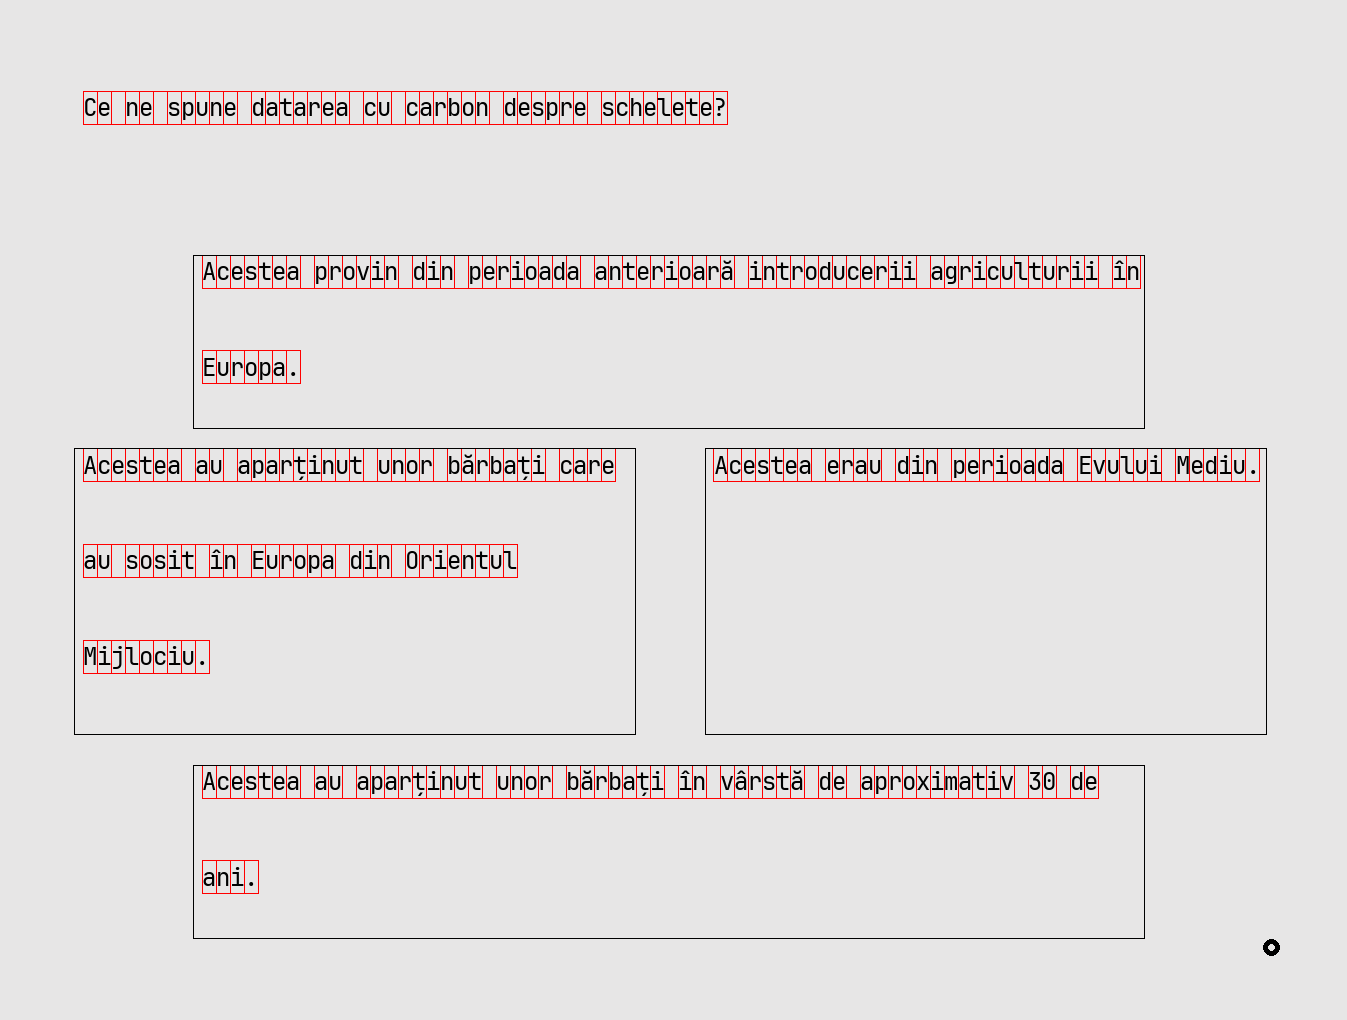 Ce ne spune datarea cu carbon despre schelete?
Acestea provin din perioada anterioară introducerii agriculturii în
Europa.
Acestea au aparținut unor bărbați care
au sosit în Europa din Orientul
Mijlociu.
Acestea erau din perioada Evului Mediu.
Acestea au aparținut unor bărbați în vârstă de aproximativ 30 de
ani.